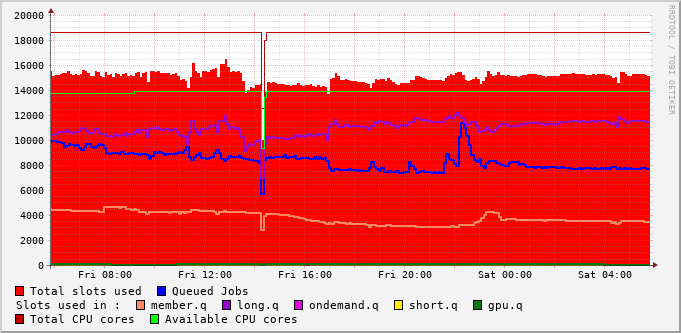 20000
18000
16000
14000
12000
10000
8000
6000
4000
2000
0
Fri 08:00 Fri 12:00 Fri 16:00 Fri 20:00 Sat 00:00 Sat 04:00
Total slots used Queued Jobs
Slots used in : member.q long.q ondemand.q short.q gpu.q
Total CPU cores Available CPU cores
RRDTOOL / TOBI OETIKER